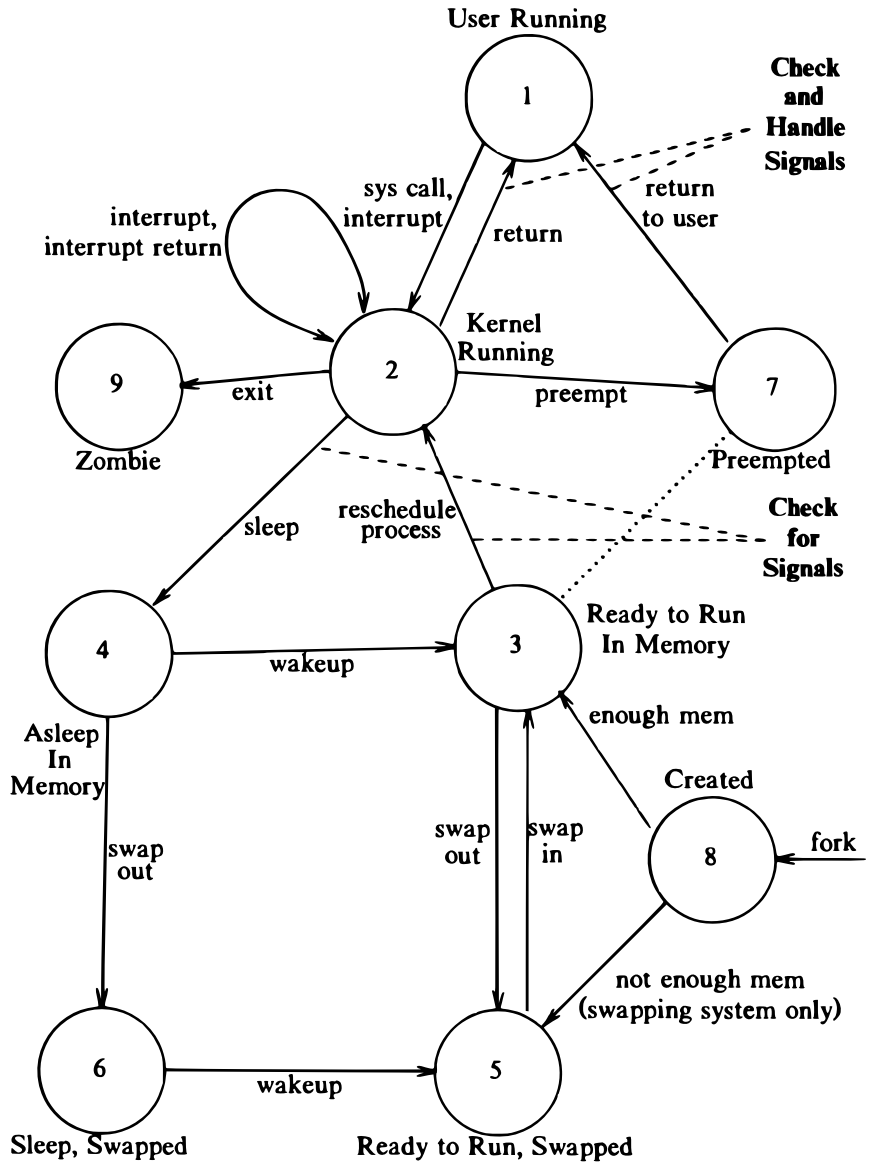 User Running
1
Check
and
Handle
Signals
sys call,
interrupt
return
to user
interrupt,
interrupt return
return
Kernel
Running
2
9
7
exit
preempt
Zombie
Preempted
reschedule
process
sleep
Check
for
Signals
4
3
Ready to Run
In Memory
wakeup
enough mem
Asleep
In
Memory
Created
swap
out
swap
out
swap
in
8
fork
not enough mem
(swapping system only)
6
5
wakeup
Sleep, Swapped
Ready to Run, Swapped